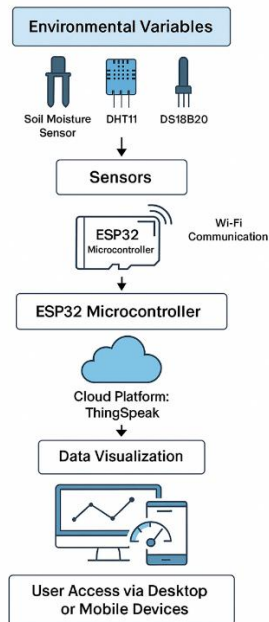 Environmental Variables
Soil Moisture
Sensor
DHT11
DS18B20
Sensors
ESP32
Microcontroller
Wi-Fi
Communication
ESP32 Microcontroller
Cloud Platform:
ThingSpeak
Data Visualization
User Access via Desktop
or Mobile Devices